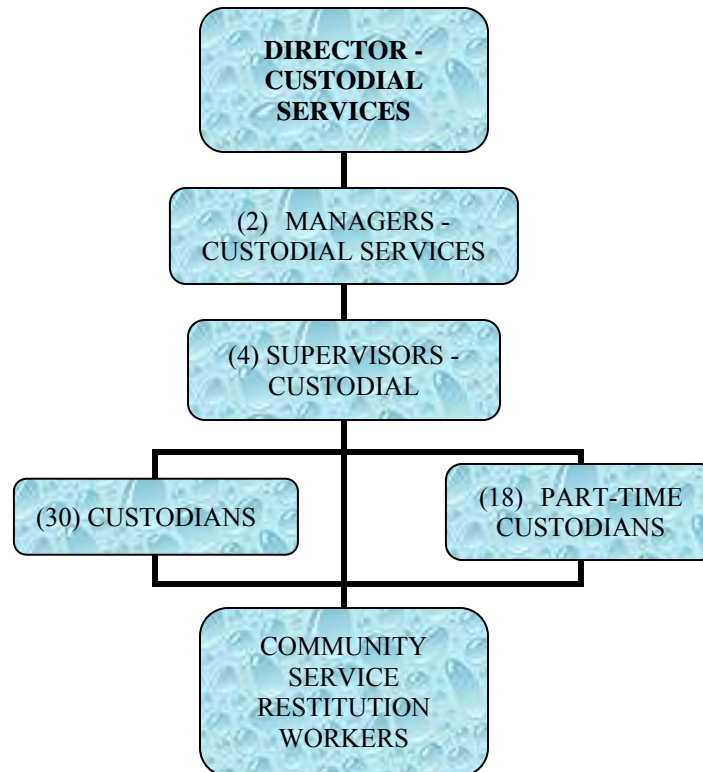 DIRECTOR -
CUSTODIAL
SERVICES
(2) MANAGERS -
CUSTODIAL SERVICES
(4) SUPERVISORS -
CUSTODIAL
(30) CUSTODIANS
(18) PART-TIME
CUSTODIANS
COMMUNITY
SERVICE
RESTITUTION
WORKERS